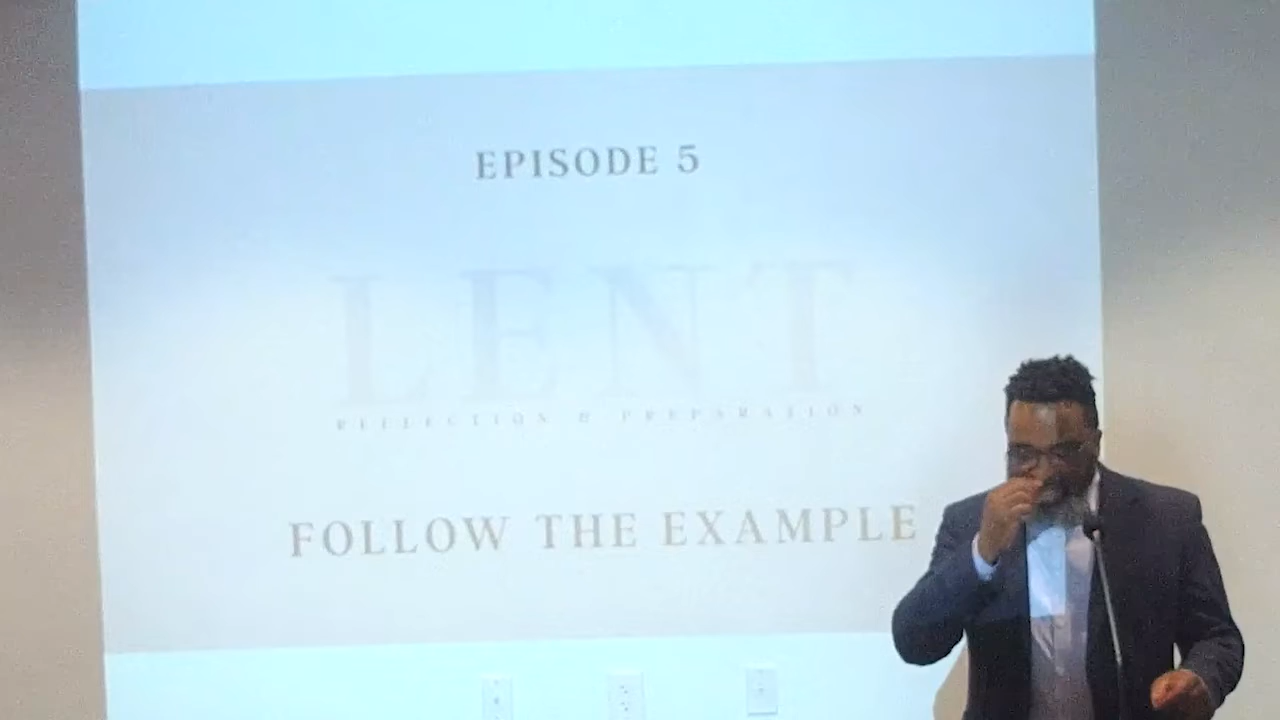 EPISODE 5
LENT
REFLECTION & PREPARATION
FOLLOW THE EXAMPLE